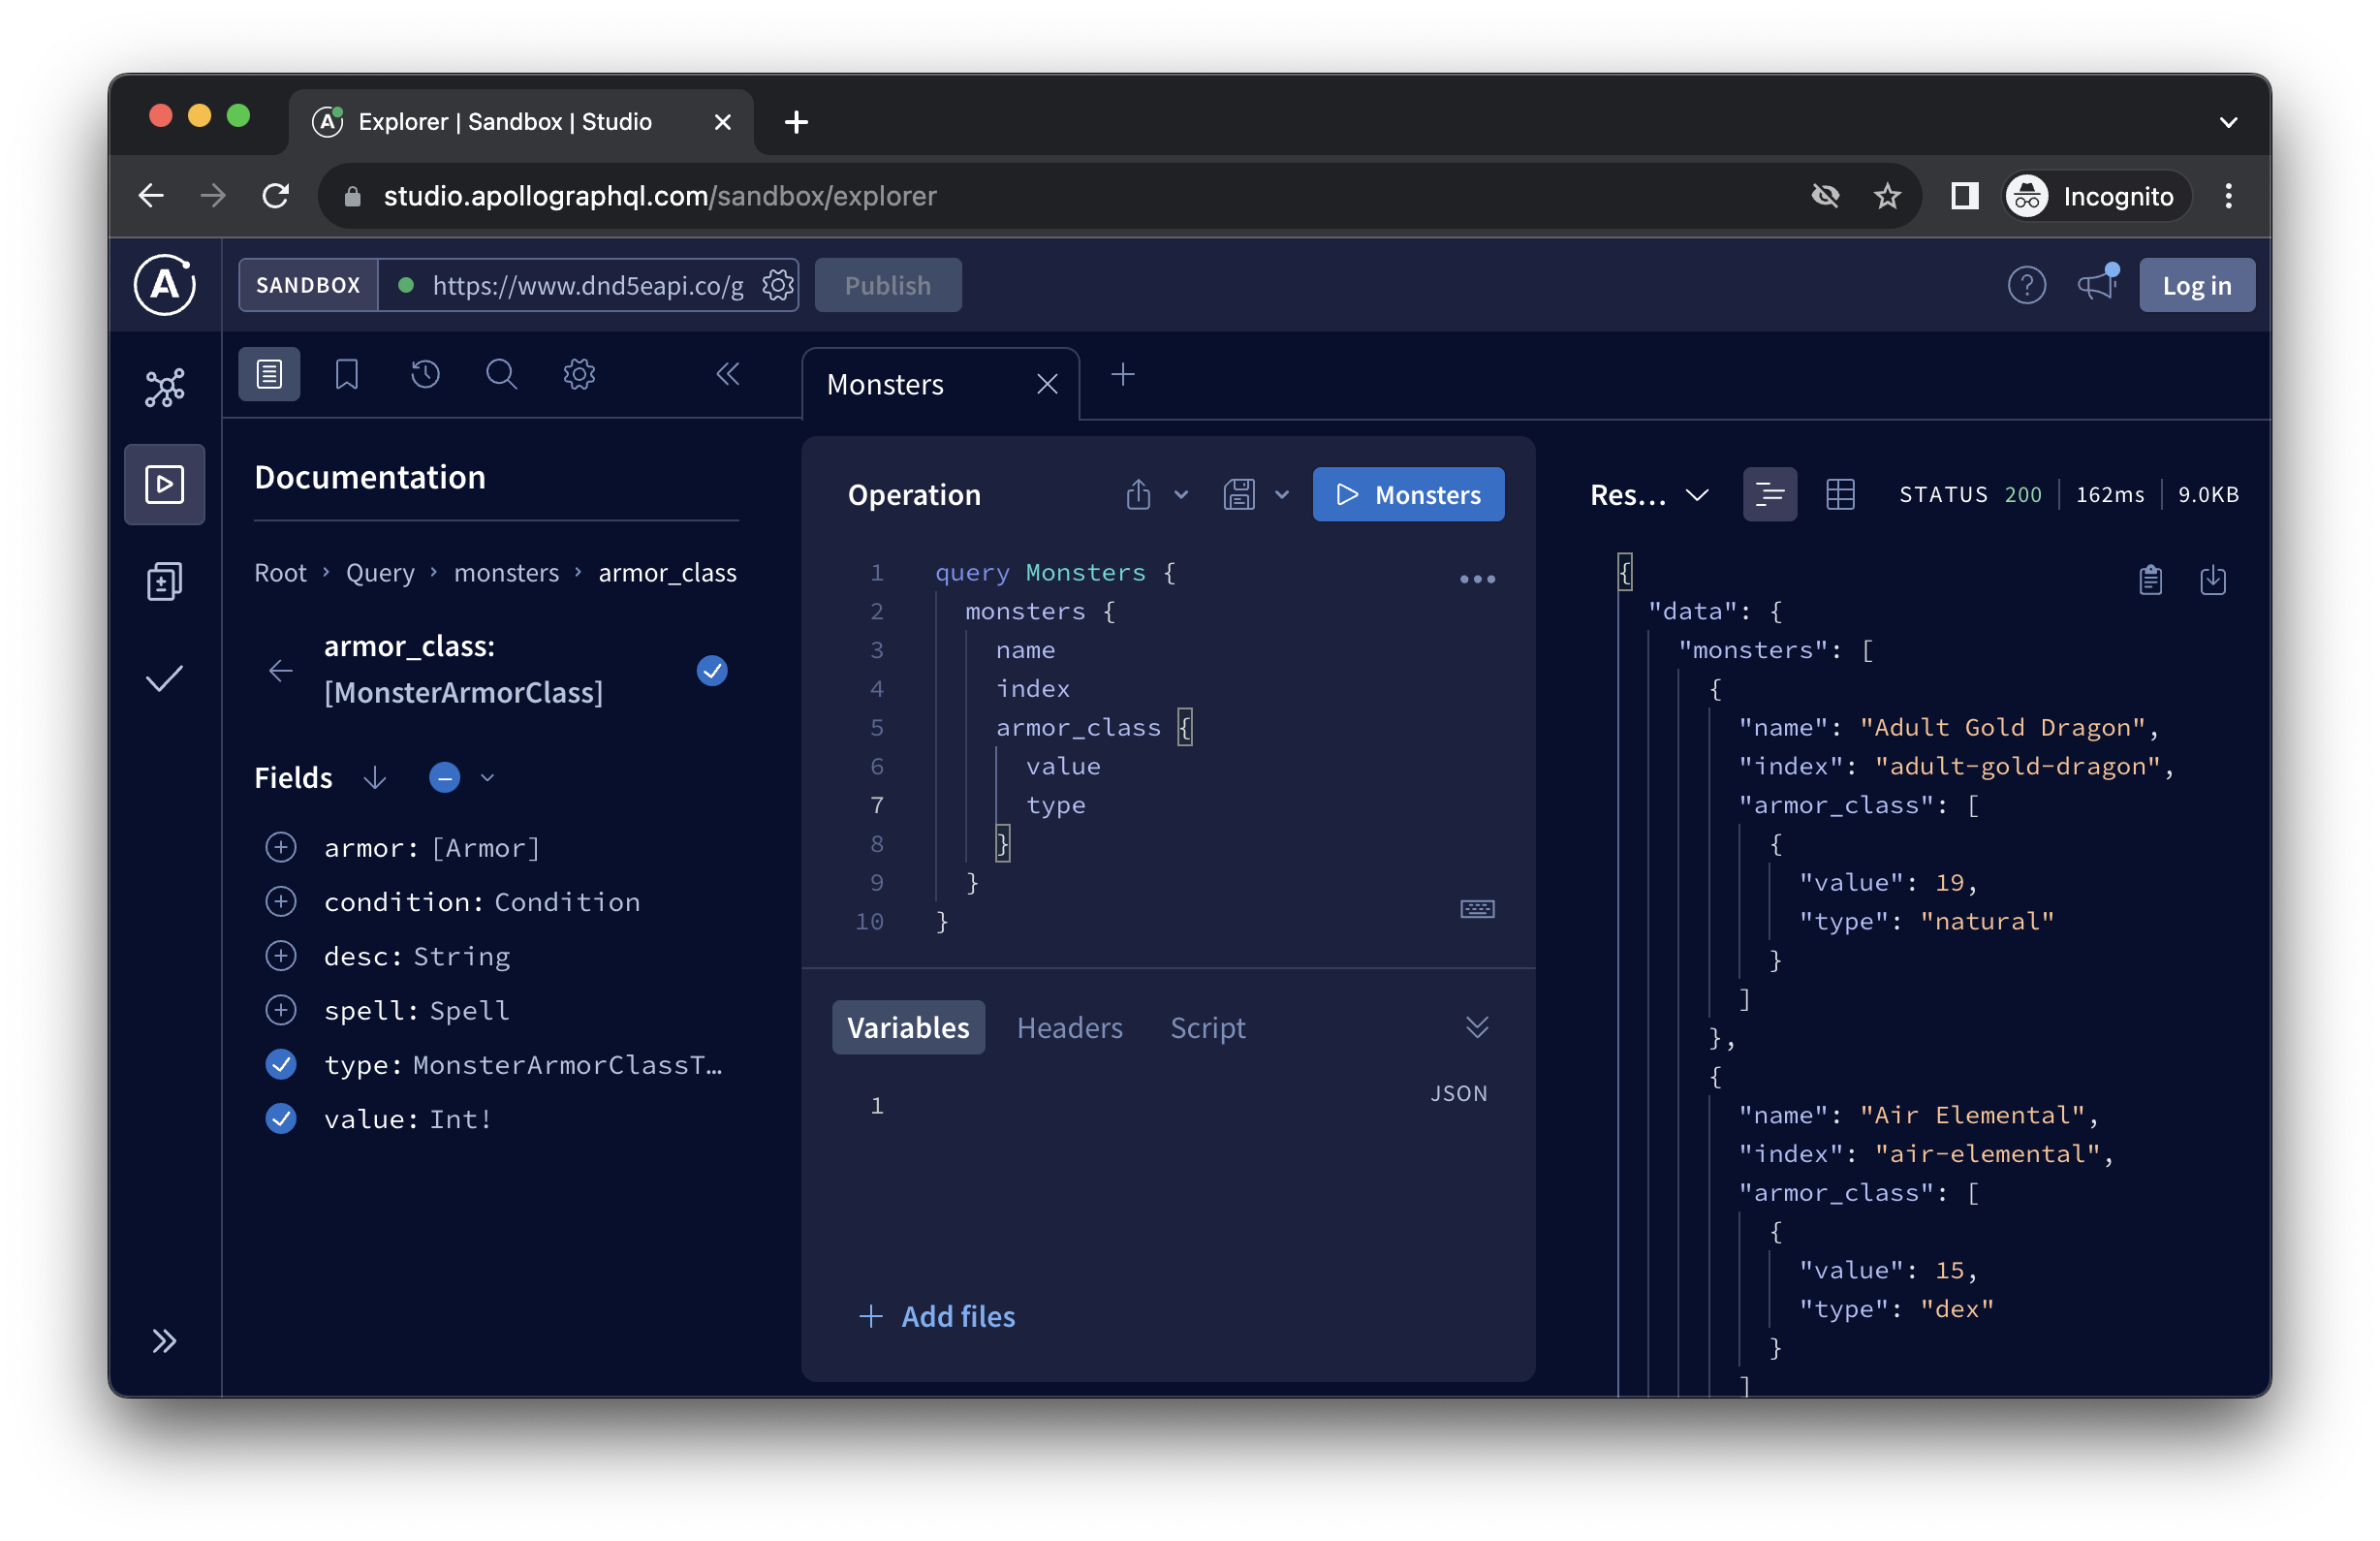 Explorer | Sandbox | Studio
studio.apollographql.com/sandbox/explorer
Incognito
SANDBOX
https://www.dnd5eapi.co/g
Publish
Log in
Documentation
Root › Query › monsters › armor_class
armor_class:
[MonsterArmorClass]
Fields
armor: [Armor]
condition: Condition
desc: String
spell: Spell
type: MonsterArmorClassT…
value: Int!
Monsters
Operation
Monsters
1 query Monsters {
2 monsters {
3 name
4 index
5 armor_class {
6 value
7 type
8 }
9 }
10 }
Variables Headers Script
JSON
1
Add files
Res… STATUS 200 162ms 9.0KB
{
"data": {
"monsters": [
{
"name": "Adult Gold Dragon",
"index": "adult-gold-dragon",
"armor_class": [
{
"value": 19,
"type": "natural"
}
]
},
{
"name": "Air Elemental",
"index": "air-elemental",
"armor_class": [
{
"value": 15,
"type": "dex"
}
]